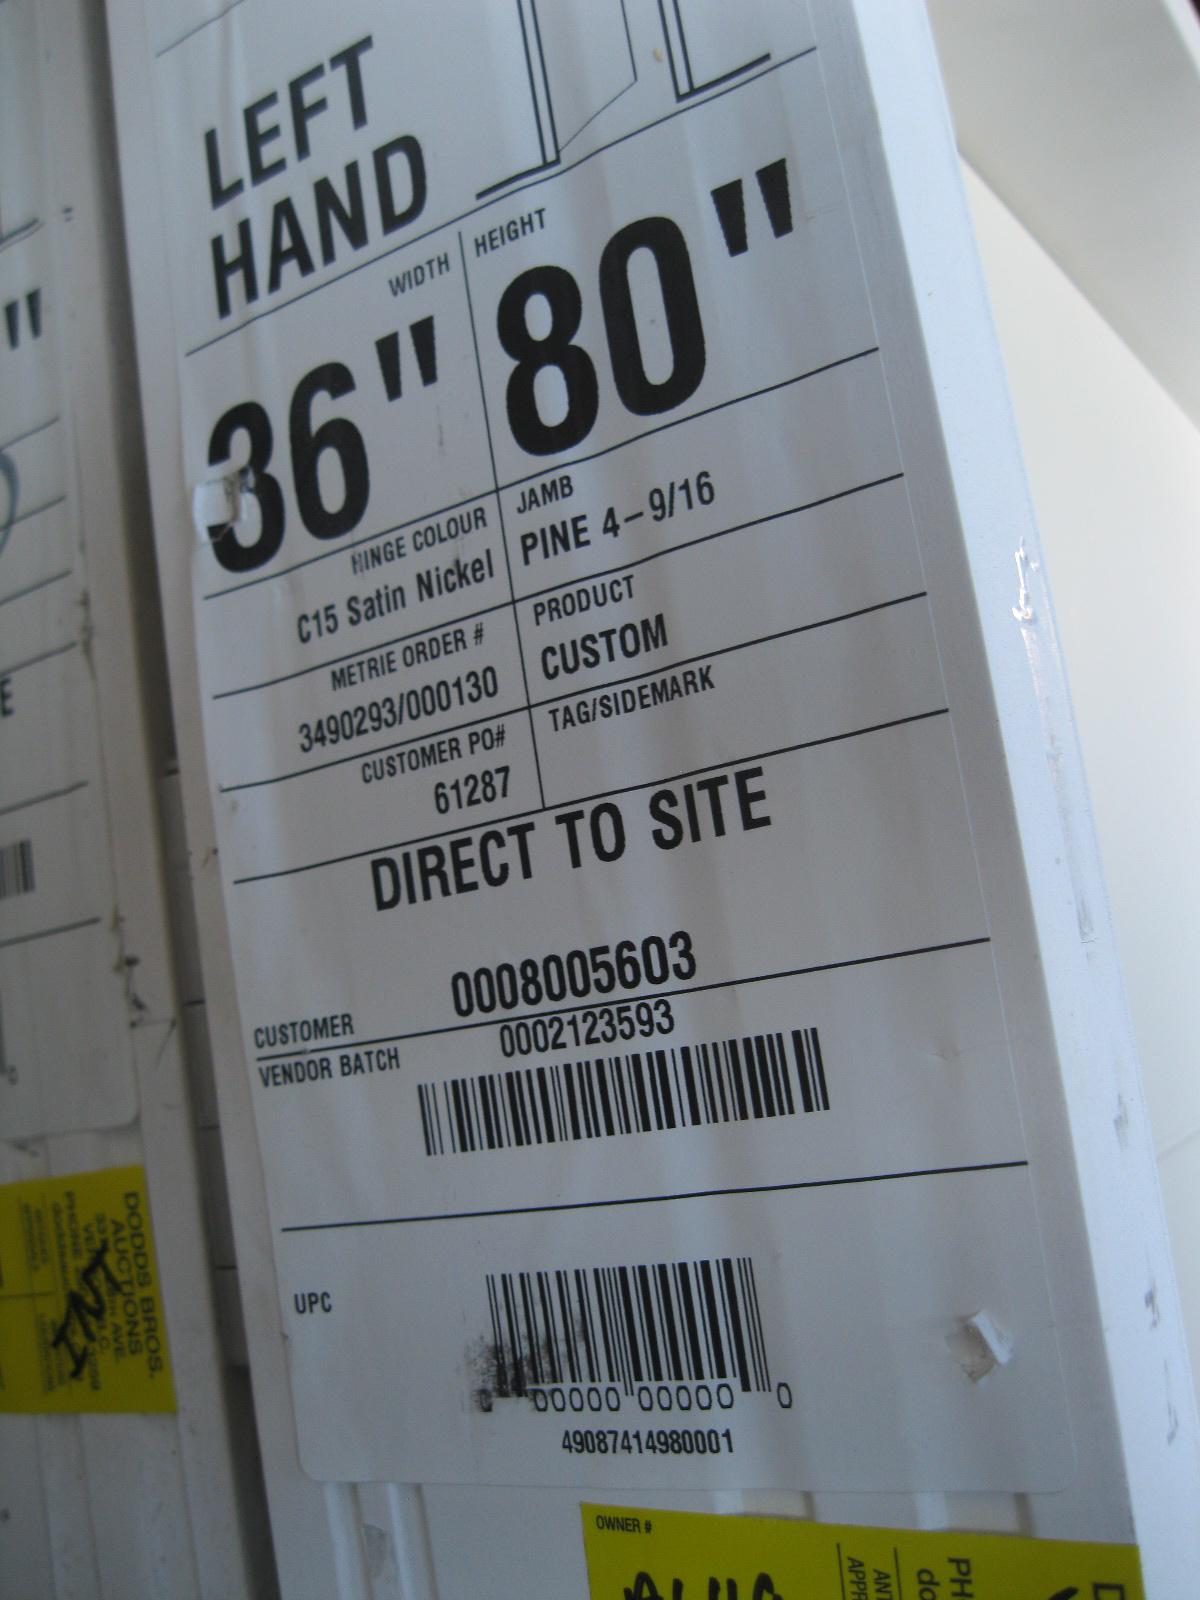 LEFT
HAND
WIDTH
36"
HEIGHT
80"
HINGE COLOUR
C15 Satin Nickel
JAMB
PINE 4-9/16
METRIE ORDER #
3490293/000130
PRODUCT
CUSTOM
CUSTOMER PO#
61287
TAG/SIDEMARK
DIRECT TO SITE
CUSTOMER
0008005603
VENDOR BATCH
0002123593
UPC
00000 00000 0
49087414980001
DODDS BROS.
AUCTIONS
OWNER #